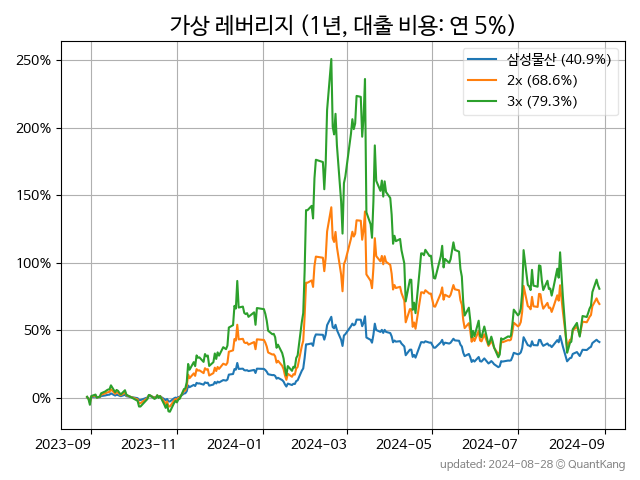 가상 레버리지 (1년, 대출 비용: 연 5%)
삼성물산 (40.9%)
2x (68.6%)
3x (79.3%)
250%
200%
150%
100%
50%
0%
2023-09 2023-11 2024-01 2024-03 2024-05 2024-07 2024-09
updated: 2024-08-28 © QuantKang